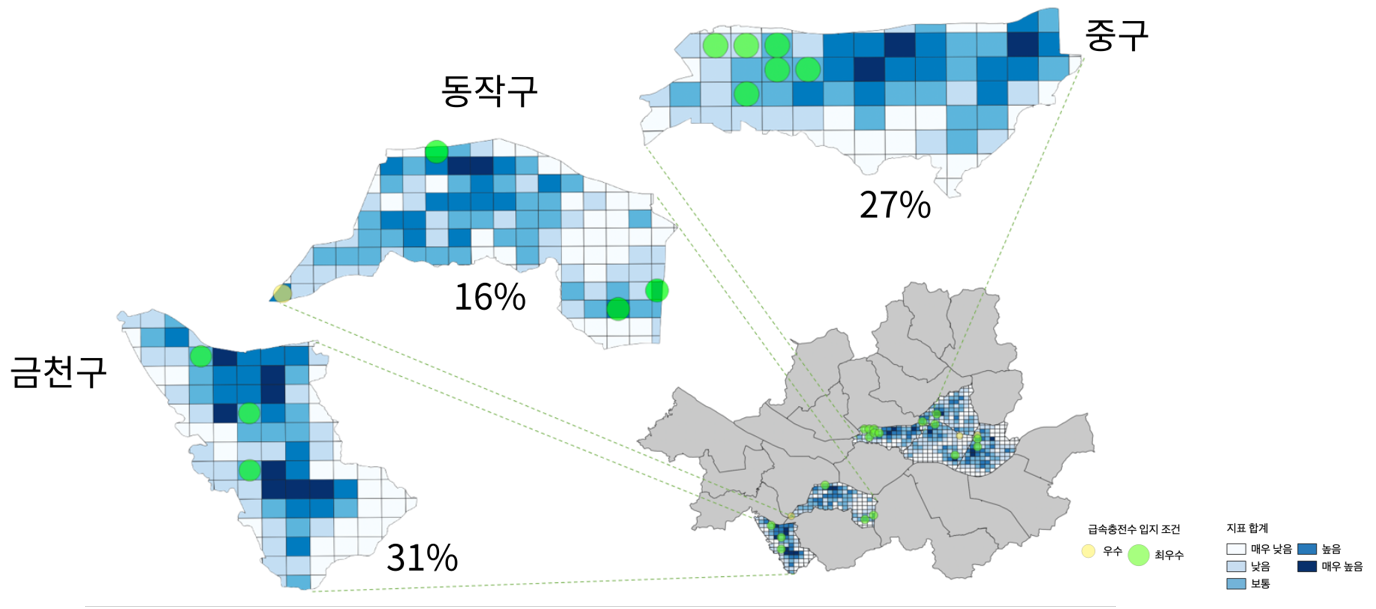 중구
동작구
27%
16%
금천구
31%
급속충전수 입지 조건
우수
최우수
지표 합계
매우 낮음
높음
낮음
매우 높음
보통